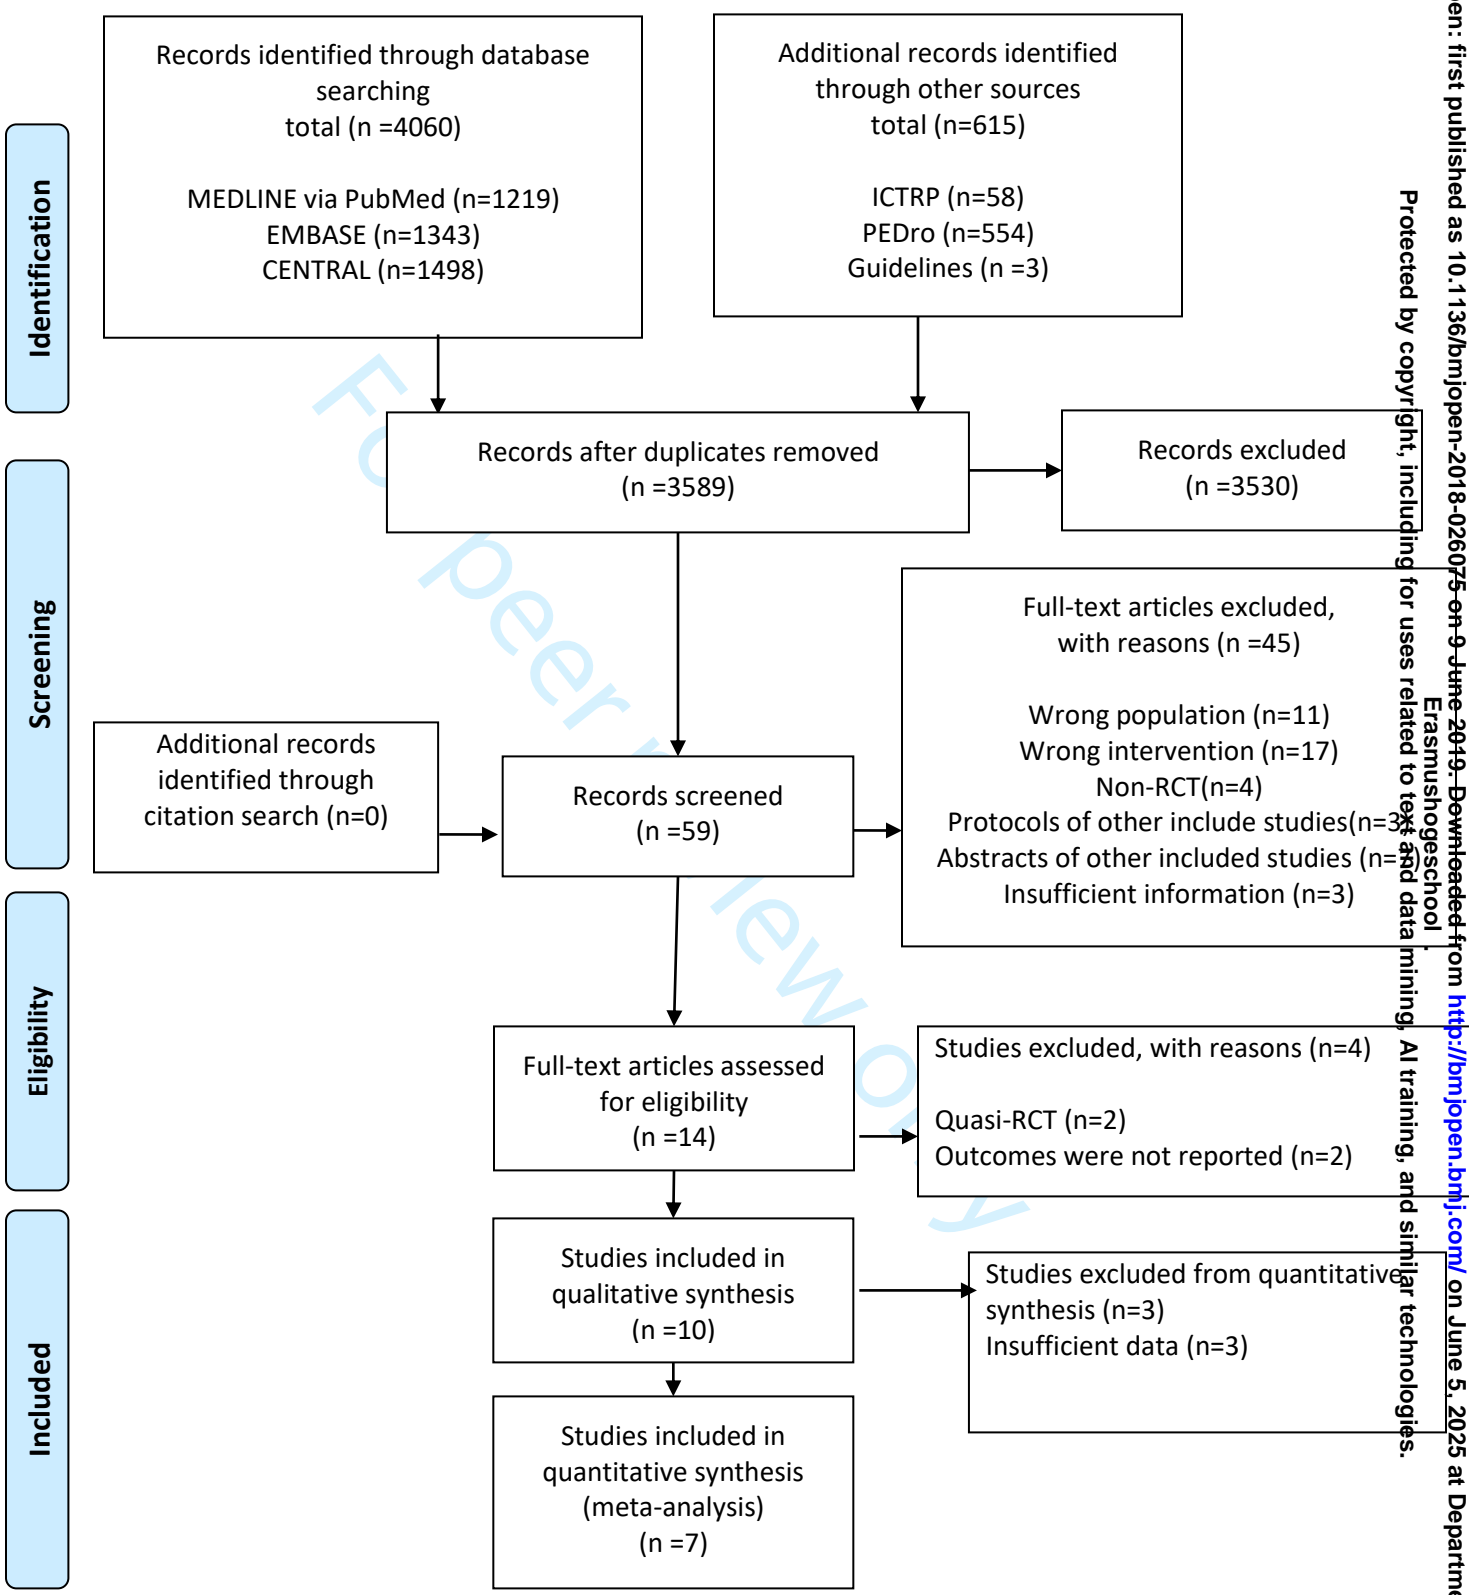 Records identified through database
searching
total (n =4060)
MEDLINE via PubMed (n=1219)
EMBASE (n=1343)
CENTRAL (n=1498)
Additional records identified
through other sources
total (n=615)
ICTRP (n=58)
PEDro (n=554)
Guidelines (n =3)
Identification
Records after duplicates removed
(n =3589)
Records excluded
(n =3530)
Screening
Full-text articles excluded,
with reasons (n =45)
Wrong population (n=11)
Wrong intervention (n=17)
Non-RCT(n=4)
Protocols of other include studies(n=3)
Abstracts of other included studies (n=
Insufficient information (n=3)
Additional records
identified through
citation search (n=0)
Records screened
(n =59)
Eligibility
Full-text articles assessed
for eligibility
(n =14)
Studies excluded, with reasons (n=4)
Quasi-RCT (n=2)
Outcomes were not reported (n=2)
Included
Studies included in
qualitative synthesis
(n =10)
Studies excluded from quantitative
synthesis (n=3)
Insufficient data (n=3)
Studies included in
quantitative synthesis
(meta-analysis)
(n =7)
For peer review only
Protected by copyright, including for uses related to text and data mining, AI training, and similar technologies.
Erasmushogeschool .
pen: first published as 10.1136/bmjopen-2018-026075 on 9 June 2019. Downloaded from http://bmjopen.bmj.com/ on June 5, 2025 at Departme